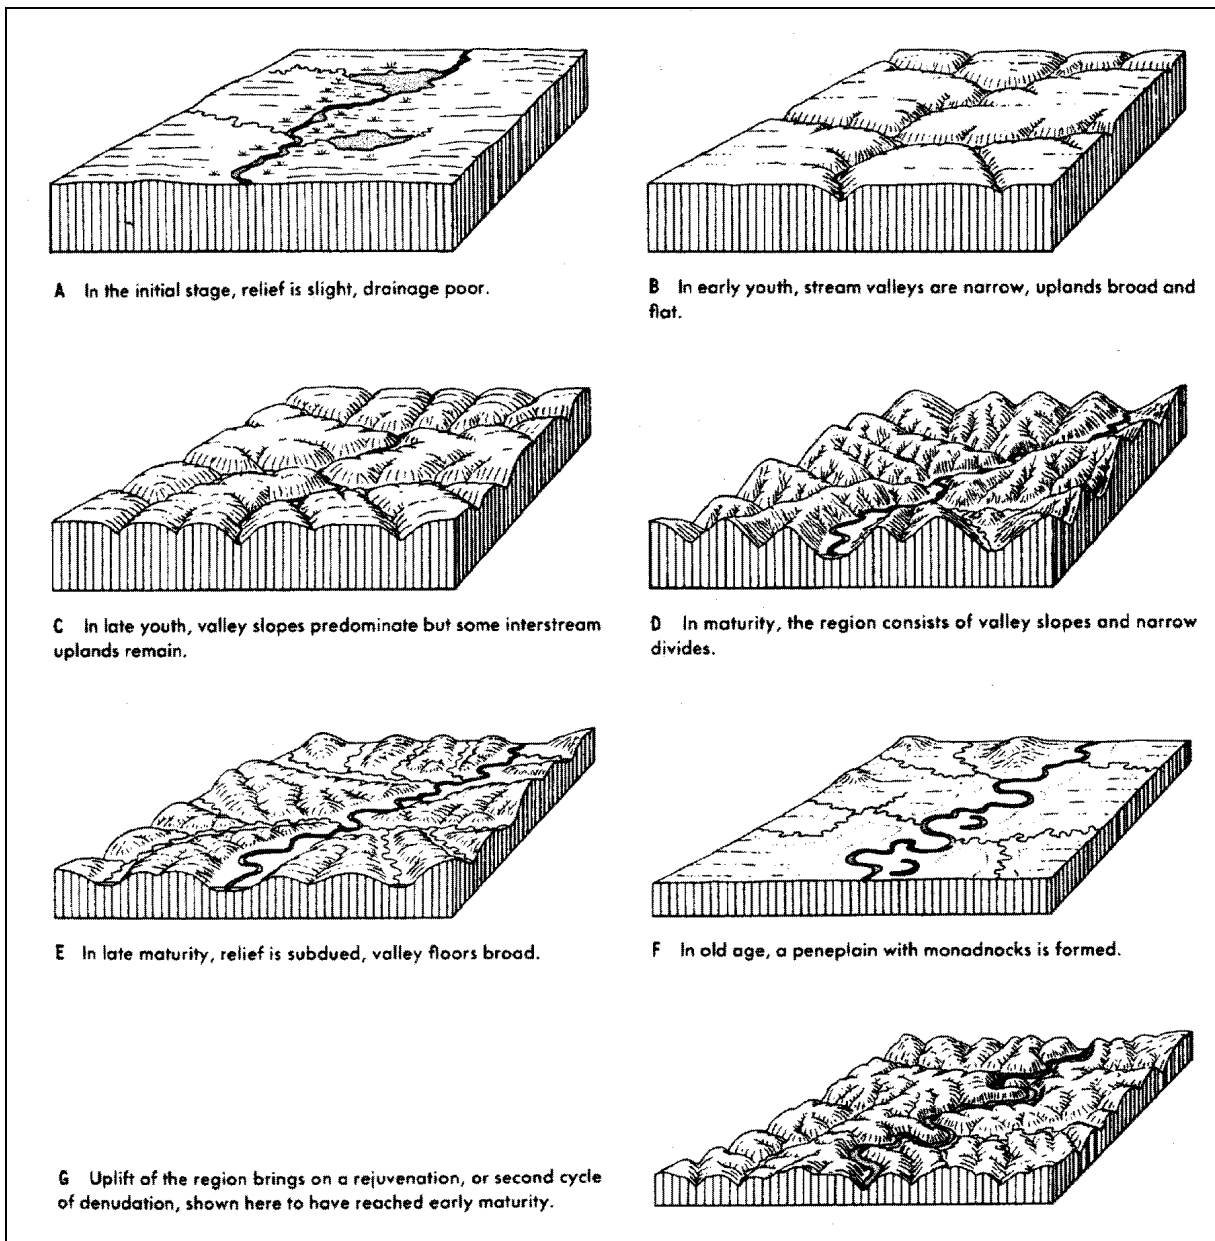 A In the initial stage, relief is slight, drainage poor.
B In early youth, stream valleys are narrow, uplands broad and
flat.
C In late youth, valley slopes predominate but some interstream
uplands remain.
D In maturity, the region consists of valley slopes and narrow
divides.
E In late maturity, relief is subdued, valley floors broad.
F In old age, a peneplain with monadnocks is formed.
G Uplift of the region brings on a rejuvenation, or second cycle
of denudation, shown here to have reached early maturity.